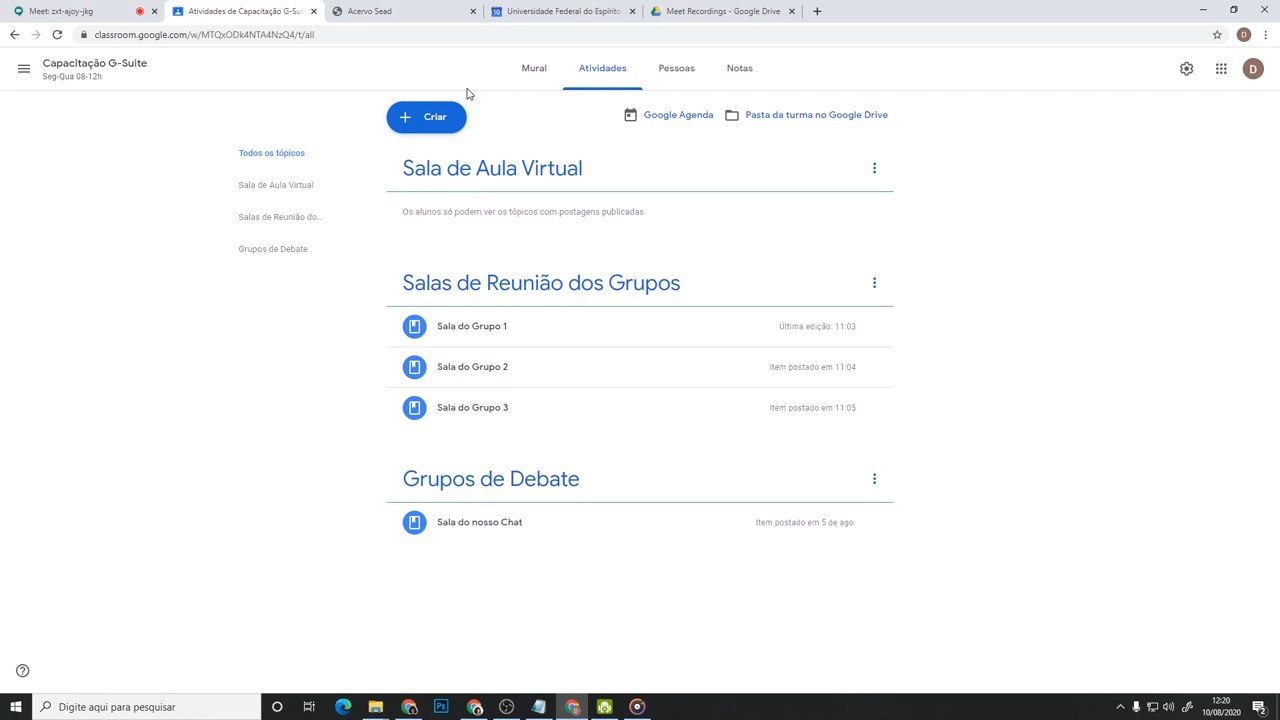 Meet: zxt-ajoy-jkg
Atividades de Capacitação G-Suit
Acervo Sead
Universidade Federal do Espírito
Meet Recordings - Google Drive
classroom.google.com/w/MTQxODk4NTA4NzQ4/t/all
D
Capacitação G-Suite
Seg-Qua 08-12h
Mural
Atividades
Pessoas
Notas
D
Criar
Google Agenda
Pasta da turma no Google Drive
Todos os tópicos
Sala de Aula Virtual
Salas de Reunião do...
Grupos de Debate
Sala de Aula Virtual
Os alunos só podem ver os tópicos com postagens publicadas
Salas de Reunião dos Grupos
Sala do Grupo 1
Última edição: 11:03
Sala do Grupo 2
Item postado em 11:04
Sala do Grupo 3
Item postado em 11:05
Grupos de Debate
Sala do nosso Chat
Item postado em 5 de ago.
Digite aqui para pesquisar
Ps
12:20
10/08/2020
2